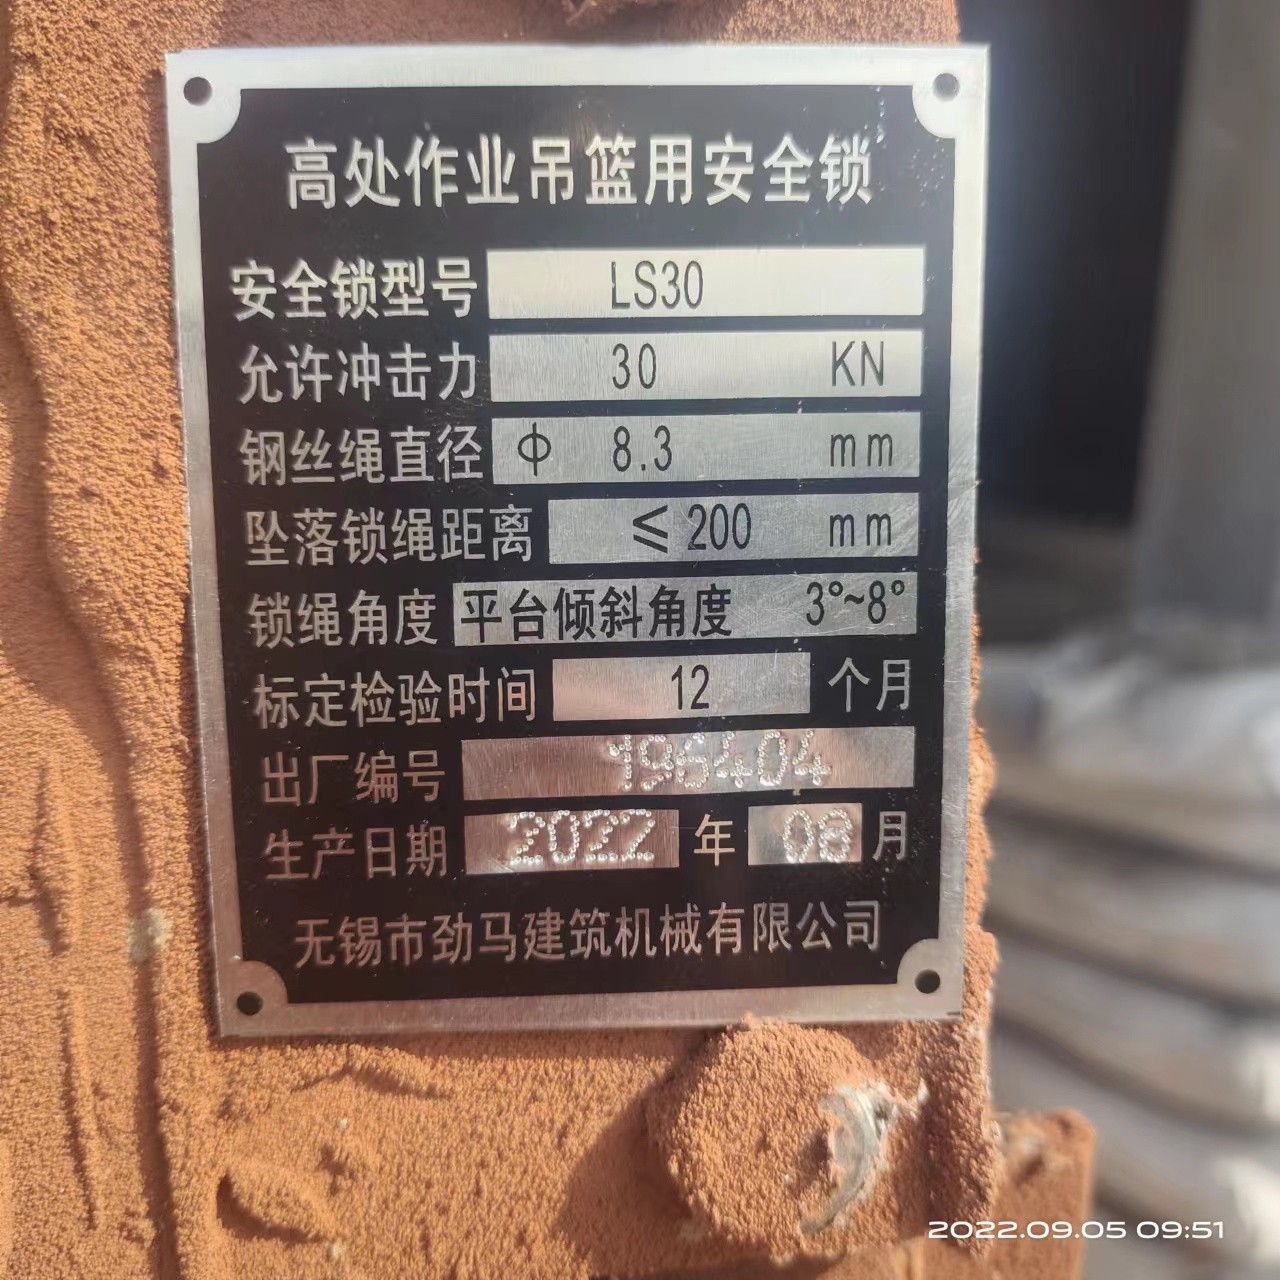 高处作业吊篮用安全锁
安全锁型号 LS30
允许冲击力 30 KN
钢丝绳直径 φ 8.3 mm
坠落锁绳距离 ≤200 mm
锁绳角度 平台倾斜角度 3°~8°
标定检验时间 12 个月
出厂编号 196404
生产日期 2022 年 08 月
无锡市劲马建筑机械有限公司
2022.09.05 09:51